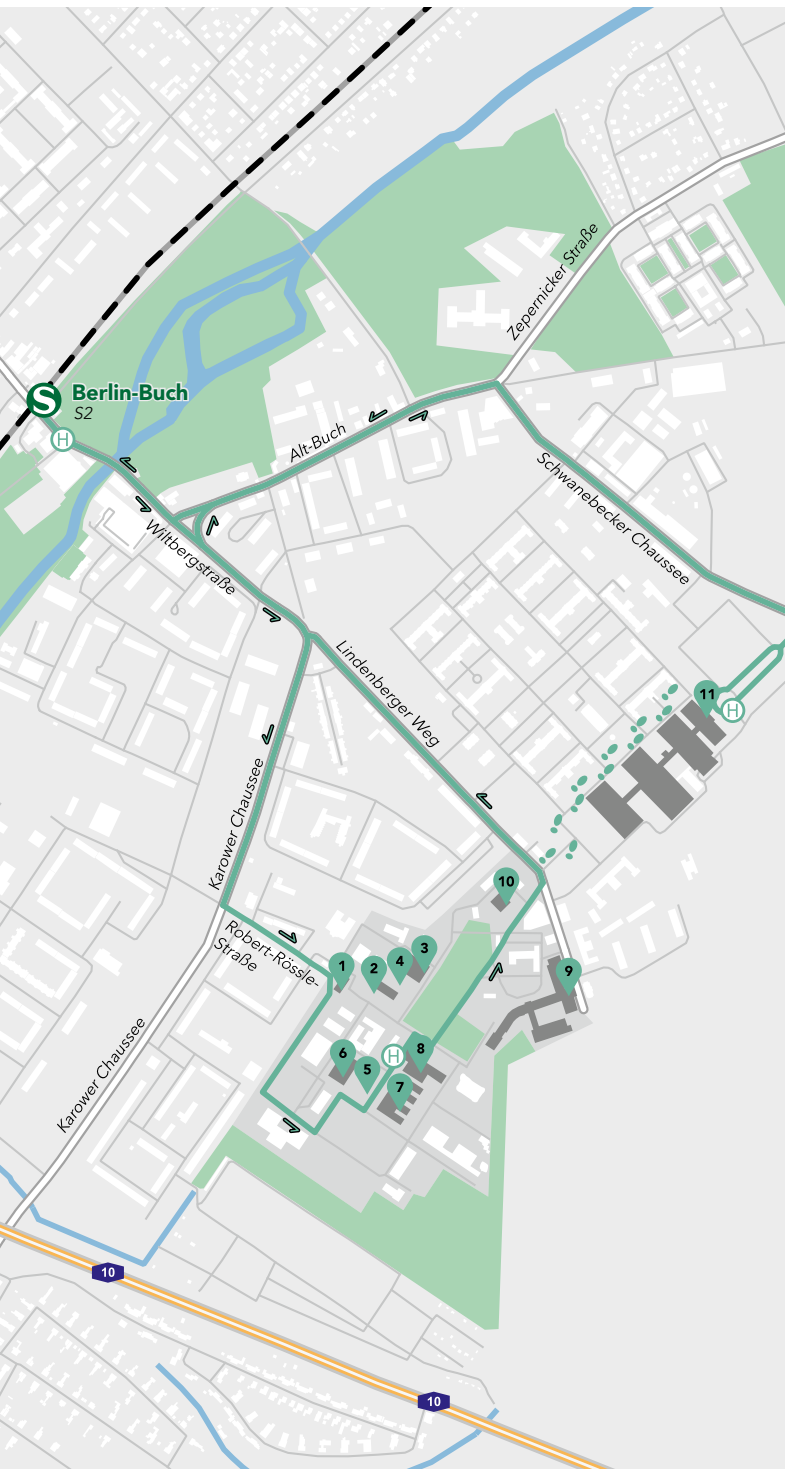 Zepernicker Straße
S
Berlin-Buch
S2
H
Alt-Buch
Schwanebecker Chaussee
Wiltbergstraße
Lindenberger Weg
11
H
Karower Chaussee
10
Robert-Rössle-
Straße
1
2
4
3
9
6
H
8
5
7
Karower Chaussee
10
10